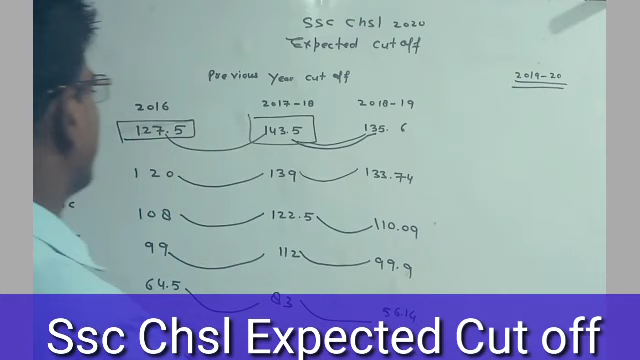 Ssc Chsl 2020
Expected Cut off
Previous Year Cut off
2019-20
2016 2017-18 2018-19
127.5 143.5 135.6
120 139 133.74
c
108 122.5 110.09
99 112 99.9
64.5 83 56.14
Ssc Chsl Expected Cut off